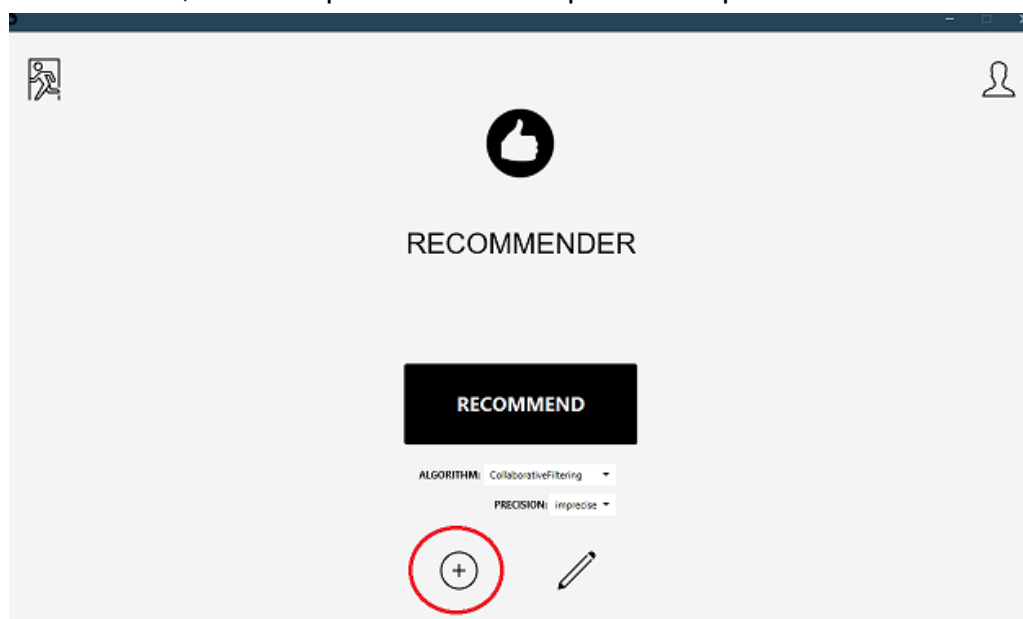 RECOMMENDER
RECOMMEND
ALGORITHM: CollaborativeFiltering
PRECISION: imprecise